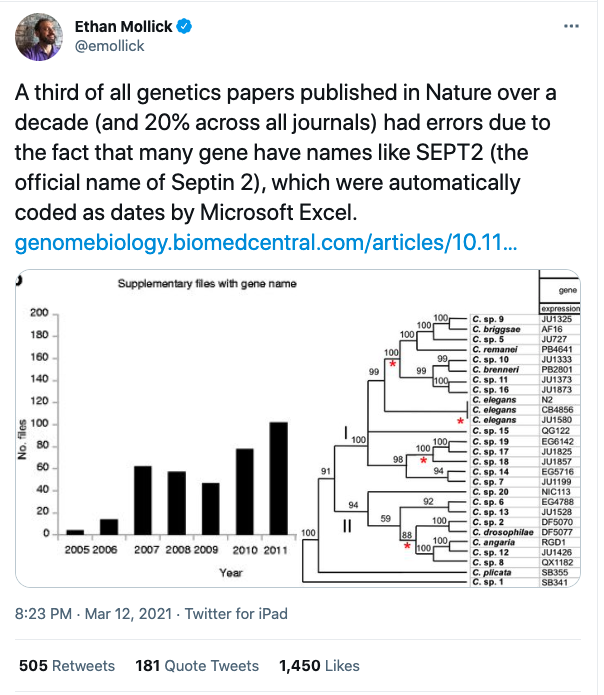 Ethan Mollick
@emollick
A third of all genetics papers published in Nature over a
decade (and 20% across all journals) had errors due to
the fact that many gene have names like SEPT2 (the
official name of Septin 2), which were automatically
coded as dates by Microsoft Excel.
genomebiology.biomedcentral.com/articles/10.11...
Supplementary files with gene name
200
180
160
140
120
100
80
60
40
20
0
No. files
2005 2006 2007 2008 2009 2010 2011
Year
gene
expression
C. sp. 9 JU1325
C. briggsae AF16
C. sp. 5 JU727
C. remanei PB4641
C. sp. 10 JU1333
C. brenneri PB2801
C. sp. 11 JU1373
C. sp. 16 JU1873
C. elegans N2
C. elegans CB4856
C. elegans JU1580
C. sp. 15 QG122
C. sp. 19 EG6142
C. sp. 17 JU1825
C. sp. 18 JU1857
C. sp. 14 EG5716
C. sp. 7 JU1199
C. sp. 20 NIC113
C. sp. 6 EG4788
C. sp. 13 JU1528
C. sp. 2 DF5070
C. drosophilae DF5077
C. angaria RGD1
C. sp. 12 JU1426
C. sp. 8 QX1182
C. plicata SB355
C. sp. 1 SB341
100
100
100
100
*
99
99
100
99
*
I
100
100
100
98
*
94
91
94
II
92
59
100
88
*
100
100
100
8:23 PM · Mar 12, 2021 · Twitter for iPad
505 Retweets 181 Quote Tweets 1,450 Likes